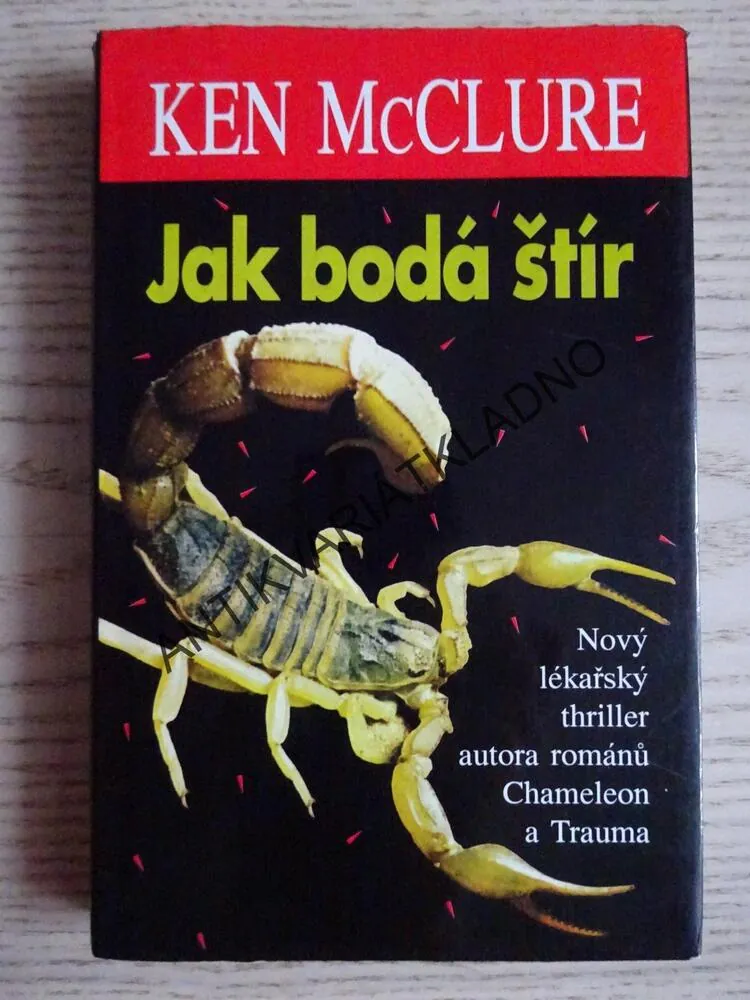 KEN McCLURE
Jak bodá štír
ANTIKVARIATKLADNO
Nový
lékařský
thriller
autora románů
Chameleon
a Trauma